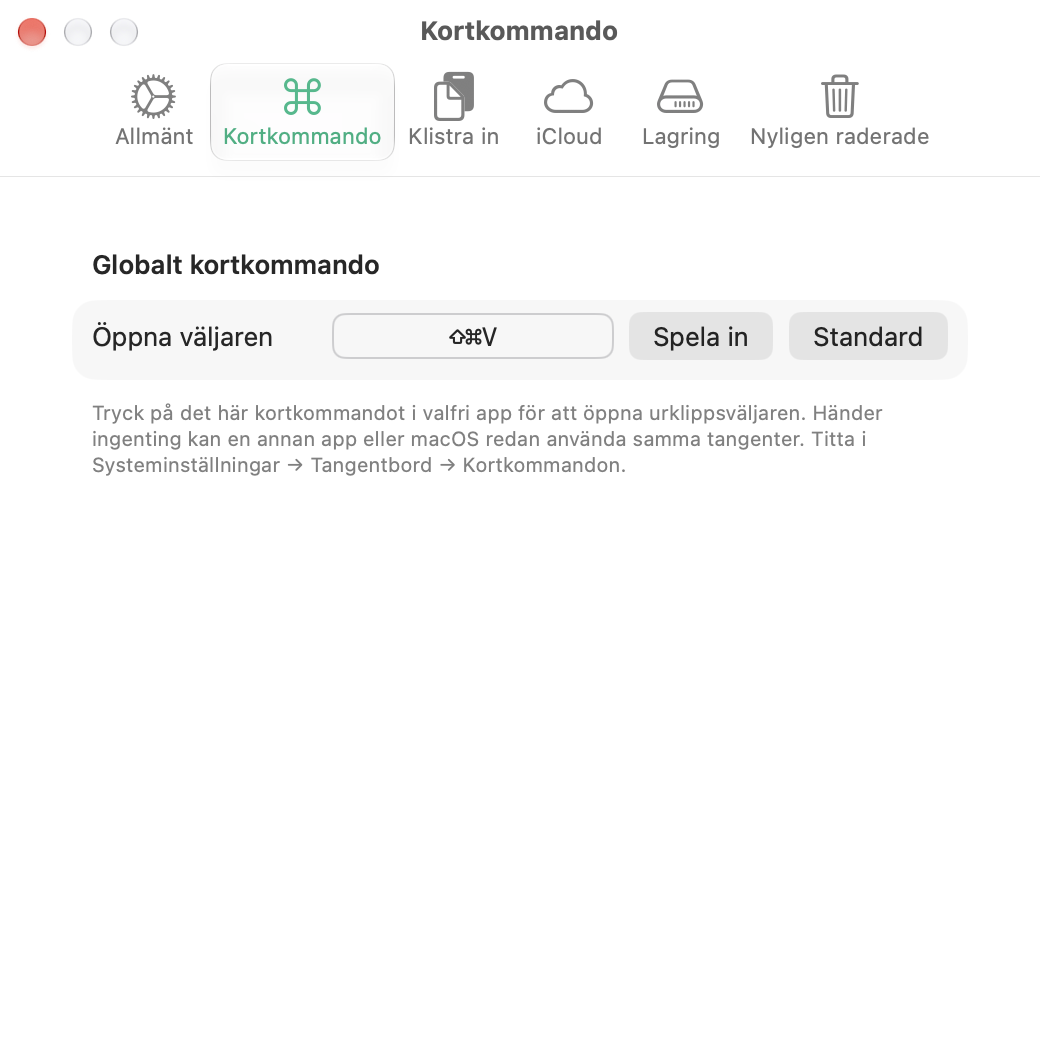 Kortkommando
Allmänt
Kortkommando
Klistra in
iCloud
Lagring
Nyligen raderade
Globalt kortkommando
Öppna väljaren
⇧⌘V
Spela in
Standard
Tryck på det här kortkommandot i valfri app för att öppna urklippsväljaren. Händer
ingenting kan en annan app eller macOS redan använda samma tangenter. Titta i
Systeminställningar → Tangentbord → Kortkommandon.